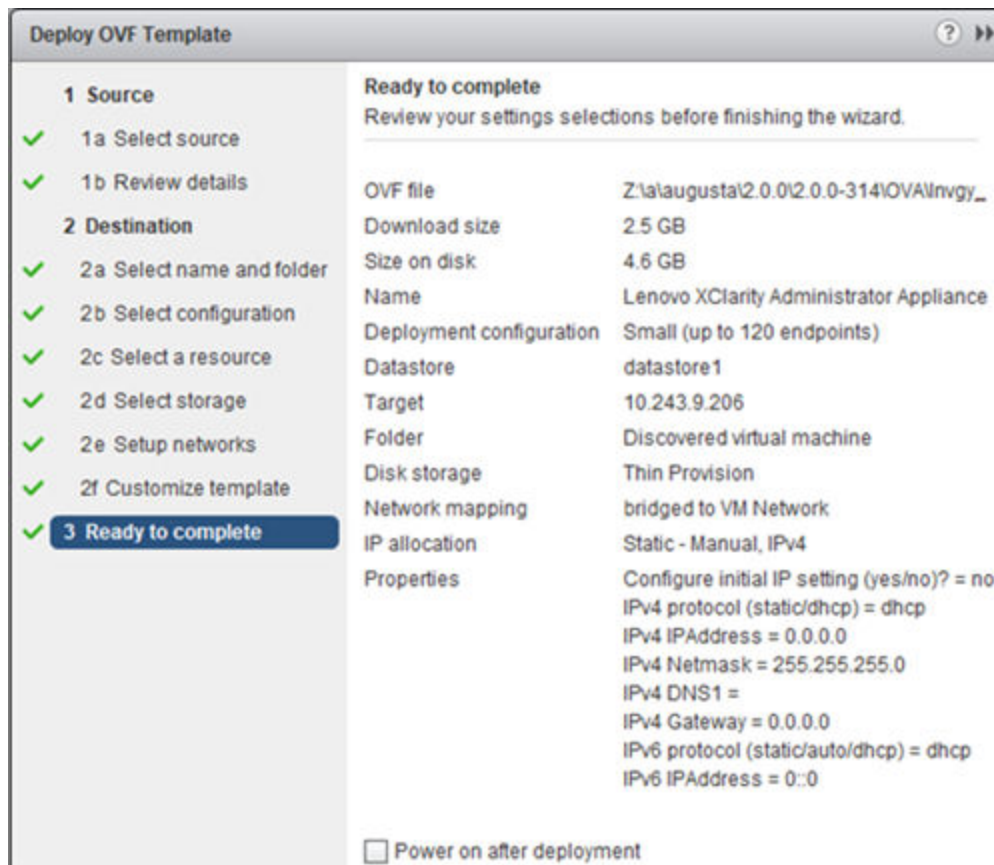 Deploy OVF Template
?
1 Source
1a Select source
1b Review details
2 Destination
2a Select name and folder
2b Select configuration
2c Select a resource
2d Select storage
2e Setup networks
2f Customize template
3 Ready to complete
Ready to complete
Review your settings selections before finishing the wizard.
OVF file Z:\a\augusta\2.0.0\2.0.0-314\OVA\lnvgy_
Download size 2.5 GB
Size on disk 4.6 GB
Name Lenovo XClarity Administrator Appliance
Deployment configuration Small (up to 120 endpoints)
Datastore datastore1
Target 10.243.9.206
Folder Discovered virtual machine
Disk storage Thin Provision
Network mapping bridged to VM Network
IP allocation Static - Manual, IPv4
Properties Configure initial IP setting (yes/no)? = no
IPv4 protocol (static/dhcp) = dhcp
IPv4 IPAddress = 0.0.0.0
IPv4 Netmask = 255.255.255.0
IPv4 DNS1 =
IPv4 Gateway = 0.0.0.0
IPv6 protocol (static/auto/dhcp) = dhcp
IPv6 IPAddress = 0::0
Power on after deployment